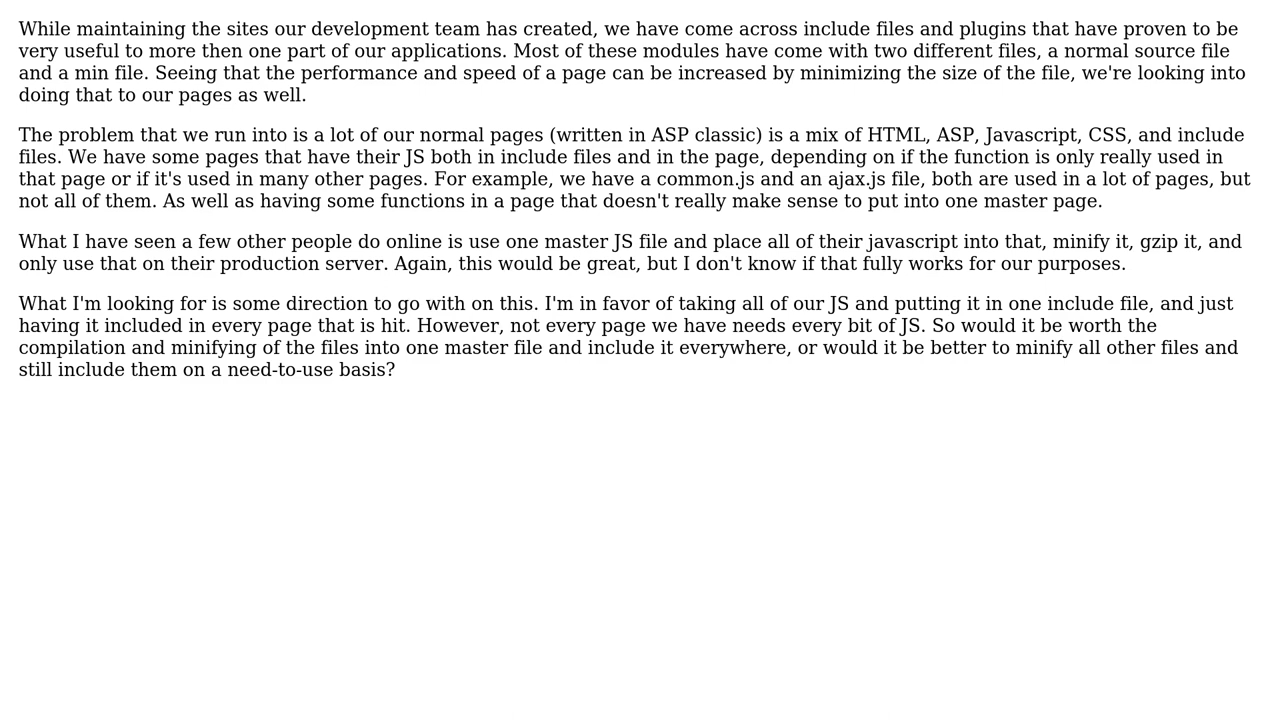 While maintaining the sites our development team has created, we have come across include files and plugins that have proven to be
very useful to more then one part of our applications. Most of these modules have come with two different files, a normal source file
and a min file. Seeing that the performance and speed of a page can be increased by minimizing the size of the file, we're looking into
doing that to our pages as well.
The problem that we run into is a lot of our normal pages (written in ASP classic) is a mix of HTML, ASP, Javascript, CSS, and include
files. We have some pages that have their JS both in include files and in the page, depending on if the function is only really used in
that page or if it's used in many other pages. For example, we have a common.js and an ajax.js file, both are used in a lot of pages, but
not all of them. As well as having some functions in a page that doesn't really make sense to put into one master page.
What I have seen a few other people do online is use one master JS file and place all of their javascript into that, minify it, gzip it, and
only use that on their production server. Again, this would be great, but I don't know if that fully works for our purposes.
What I'm looking for is some direction to go with on this. I'm in favor of taking all of our JS and putting it in one include file, and just
having it included in every page that is hit. However, not every page we have needs every bit of JS. So would it be worth the
compilation and minifying of the files into one master file and include it everywhere, or would it be better to minify all other files and
still include them on a need-to-use basis?